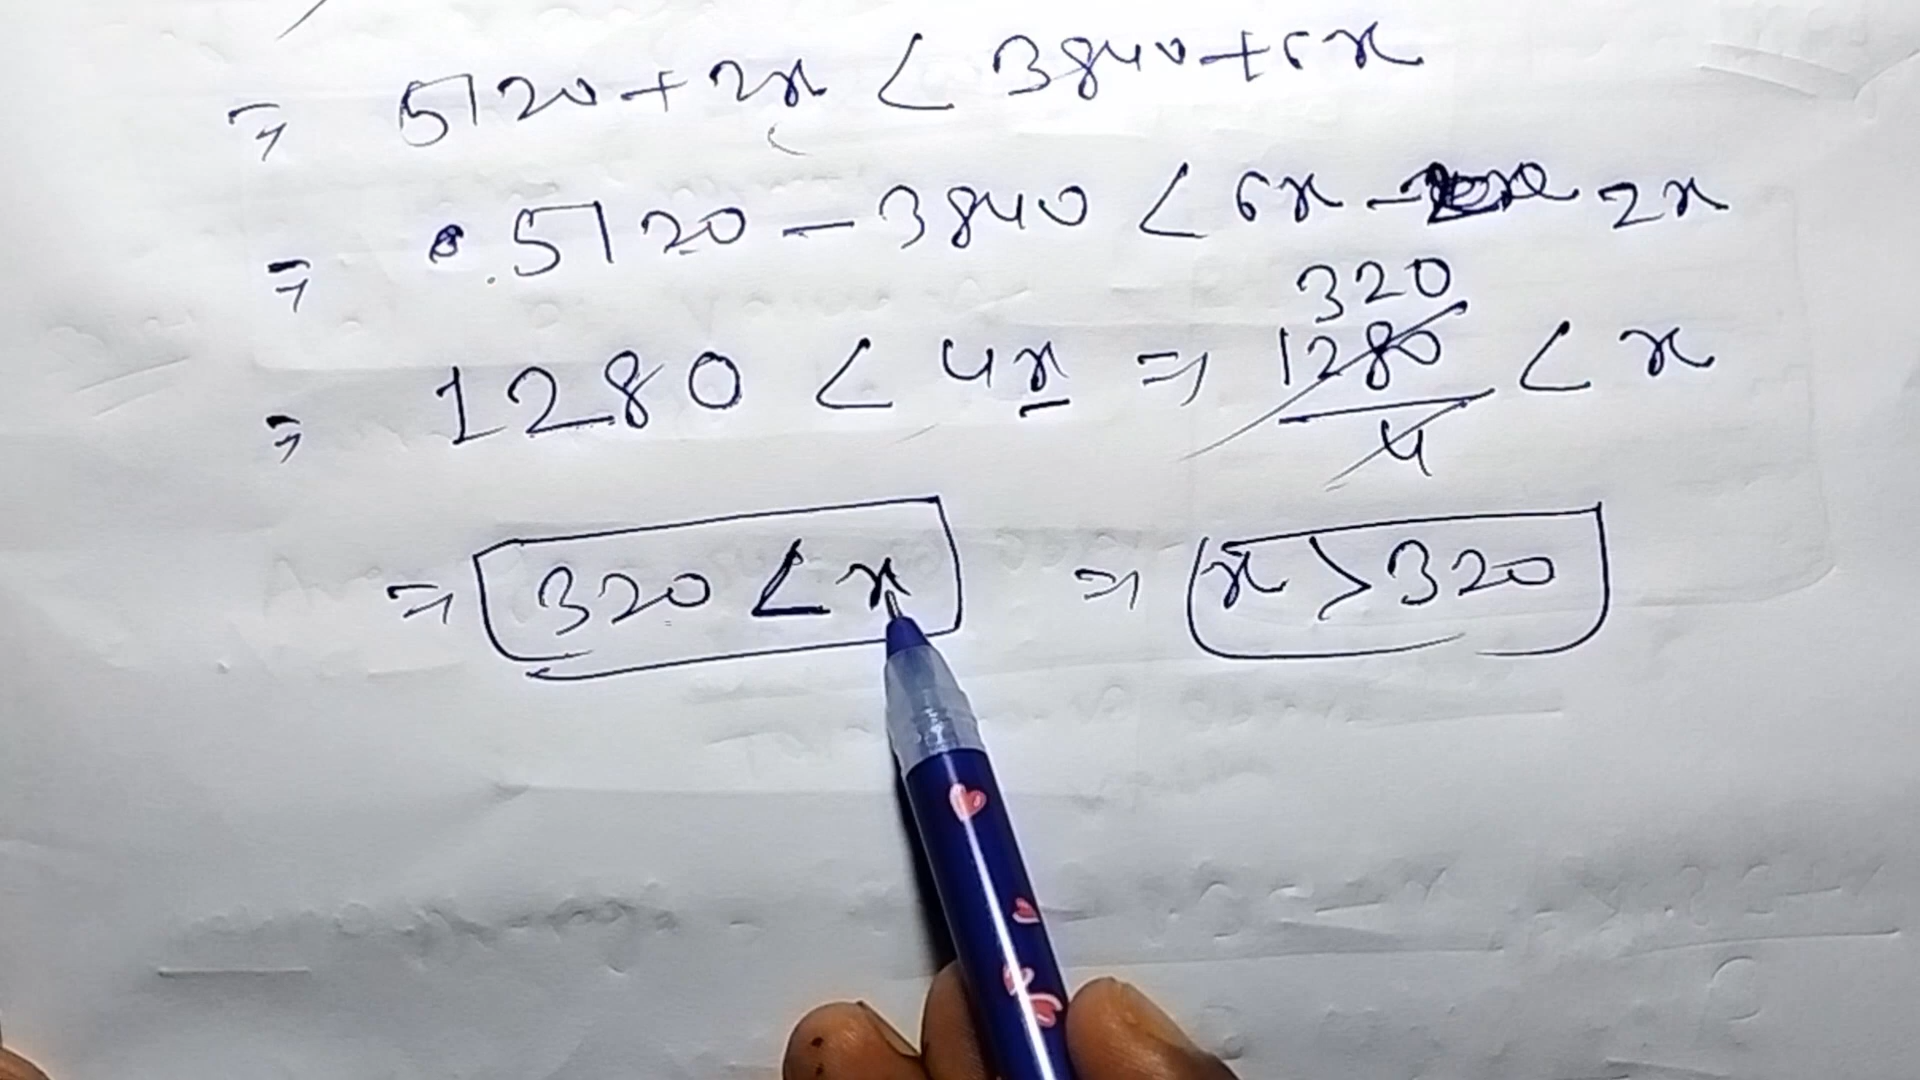 ⇒ 5120 + 2x < 3840 + 6x
⇒ 5120 - 3840 < 6x - 2x
⇒ 1280 < 4x ⇒ 1280/4 < x
320
⇒ 320 < x ⇒ x > 320